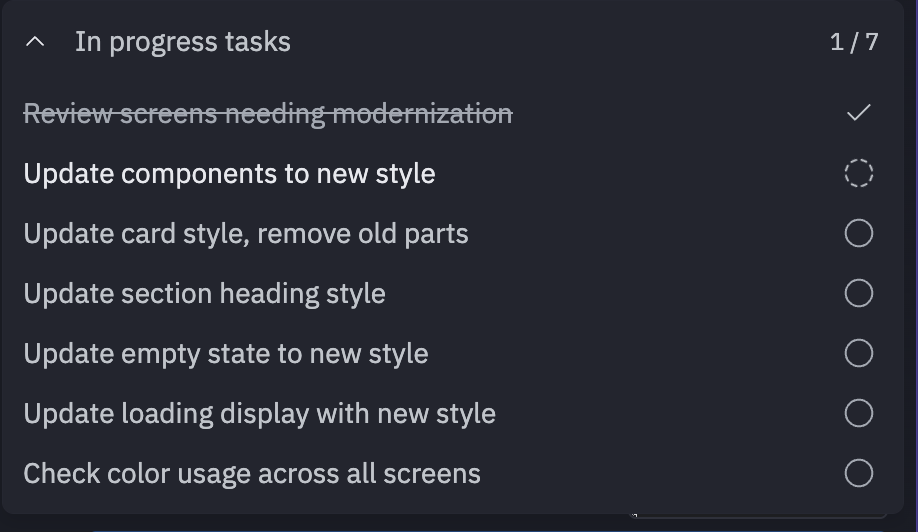 In progress tasks
1 / 7
Review screens needing modernization
Update components to new style
Update card style, remove old parts
Update section heading style
Update empty state to new style
Update loading display with new style
Check color usage across all screens